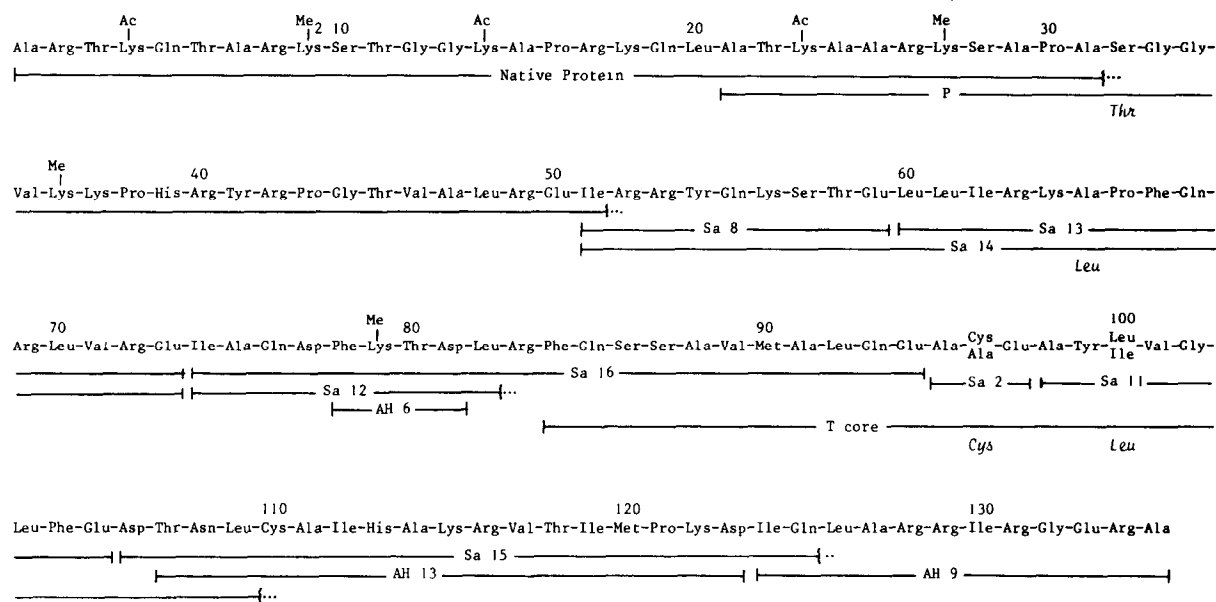 Ac Me2 Ac Ac Me
10 20 30
Ala-Arg-Thr-Lys-Gln-Thr-Ala-Arg-Lys-Ser-Thr-Gly-Gly-Lys-Ala-Pro-Arg-Lys-Gln-Leu-Ala-Thr-Lys-Ala-Ala-Arg-Lys-Ser-Ala-Pro-Ala-Ser-Gly-Gly-
Native Protein ...
P
Thr
Me
40 50 60
Val-Lys-Lys-Pro-His-Arg-Tyr-Arg-Pro-Gly-Thr-Val-Ala-Leu-Arg-Glu-Ile-Arg-Arg-Tyr-Gln-Lys-Ser-Thr-Glu-Leu-Leu-Ile-Arg-Lys-Ala-Pro-Phe-Gln-
...
Sa 8 Sa 13
Sa 14
Leu
70 Me 80 90 100
Cys Leu
Arg-Leu-Val-Arg-Glu-Ile-Ala-Gln-Asp-Phe-Lys-Thr-Asp-Leu-Arg-Phe-Gln-Ser-Ser-Ala-Val-Met-Ala-Leu-Gln-Glu-Ala-Ala-Glu-Ala-Tyr-Ile-Val-Gly-
Sa 16
Sa 12 ... Sa 2 Sa 11
AH 6
T core
Cys Leu
110 120 130
Leu-Phe-Glu-Asp-Thr-Asn-Leu-Cys-Ala-Ile-His-Ala-Lys-Arg-Val-Thr-Ile-Met-Pro-Lys-Asp-Ile-Gln-Leu-Ala-Arg-Arg-Ile-Arg-Gly-Glu-Arg-Ala
Sa 15 ...
AH 13 AH 9
...